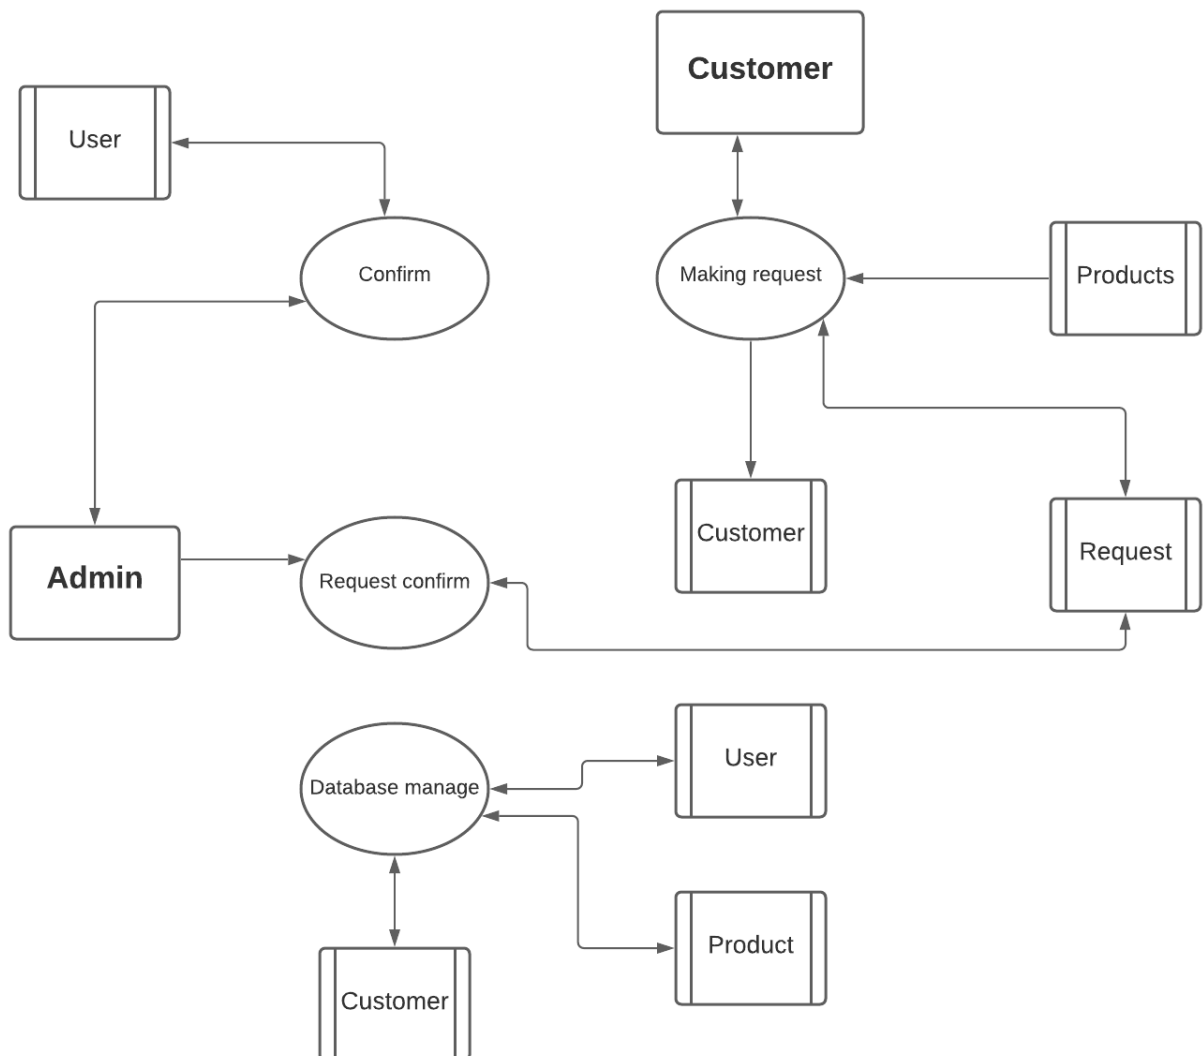 Customer
User
Confirm
Making request
Products
Customer
Request
Admin
Request confirm
User
Database manage
Product
Customer